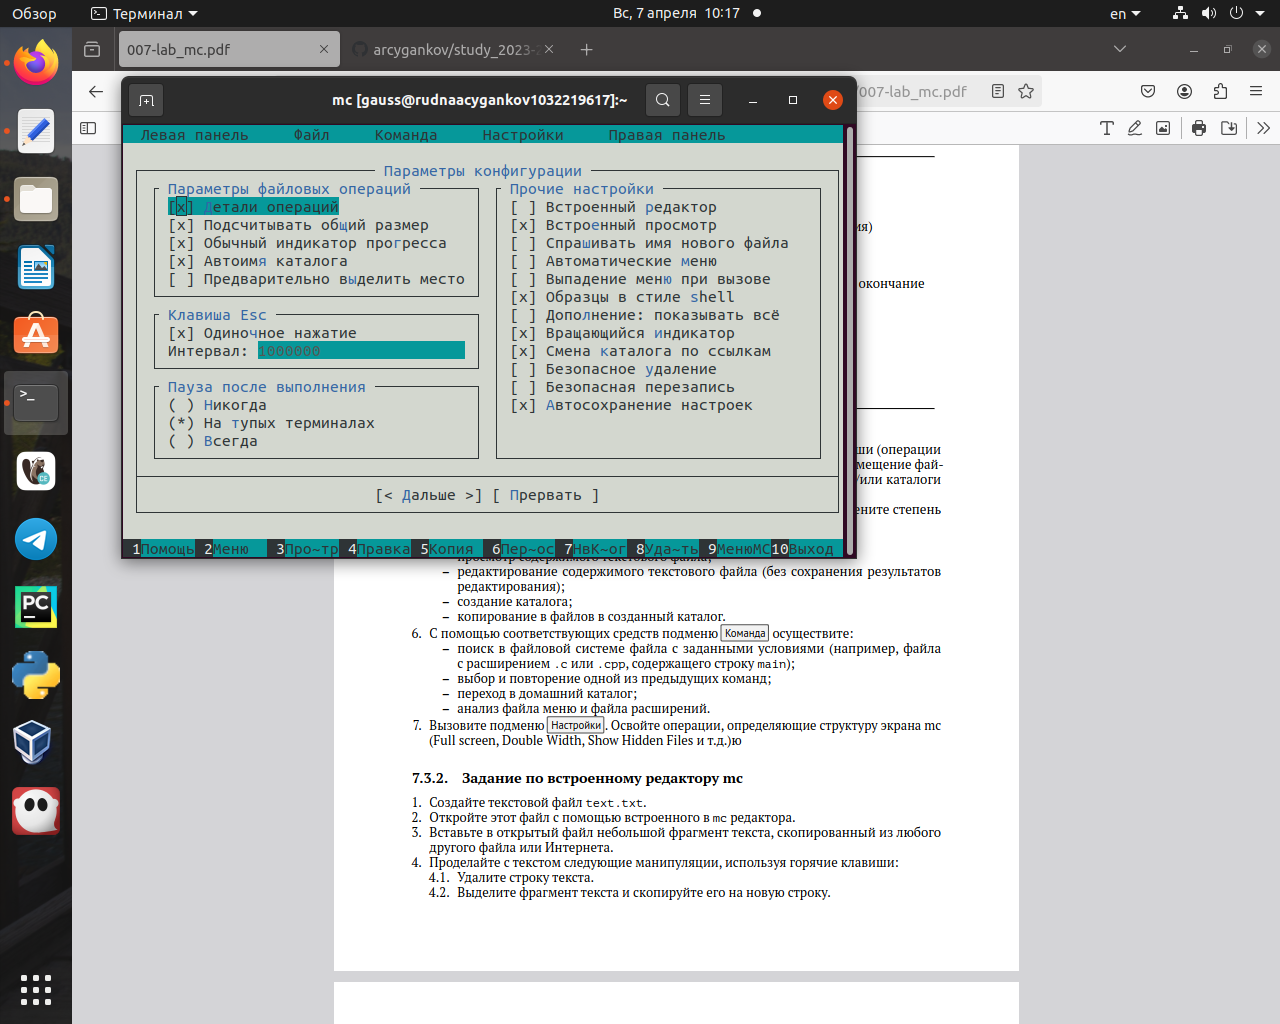 Обзор
Терминал
Вс, 7 апреля 10:17
en
007-lab_mc.pdf
arcygankov/study_2023-2
/007-lab_mc.pdf
mc [gauss@rudnaacygankov1032219617]:~
Левая панель Файл Команда Настройки Правая панель
Параметры конфигурации
Параметры файловых операций
[x] Детали операций
[x] Подсчитывать общий размер
[x] Обычный индикатор прогресса
[x] Автоимя каталога
[ ] Предварительно выделить место
Клавиша Esc
[x] Одиночное нажатие
Интервал: 1000000
Пауза после выполнения
( ) Никогда
(*) На тупых терминалах
( ) Всегда
Прочие настройки
[ ] Встроенный редактор
[x] Встроенный просмотр
[ ] Спрашивать имя нового файла
[ ] Автоматические меню
[ ] Выпадение меню при вызове
[x] Образцы в стиле shell
[ ] Дополнение: показывать всё
[x] Вращающийся индикатор
[x] Смена каталога по ссылкам
[ ] Безопасное удаление
[ ] Безопасная перезапись
[x] Автосохранение настроек
[< Дальше >] [ Прервать ]
1Помощь 2Меню 3Про~тр 4Правка 5Копия 6Пер~ос 7НвК~ог 8Уда~ть 9МенюMC 10Выход
ия)
окончание
ши (операции
мещение фай-
/или каталоги
ените степень
просмотр содержимого текстового файла;
– редактирование содержимого текстового файла (без сохранения результатов
редактирования);
– создание каталога;
– копирование в файлов в созданный каталог.
6. С помощью соответствующих средств подменю Команда осуществите:
– поиск в файловой системе файла с заданными условиями (например, файла
с расширением .c или .cpp, содержащего строку main);
– выбор и повторение одной из предыдущих команд;
– переход в домашний каталог;
– анализ файла меню и файла расширений.
7. Вызовите подменю Настройки. Освойте операции, определяющие структуру экрана mc
(Full screen, Double Width, Show Hidden Files и т.д.)ю
7.3.2. Задание по встроенному редактору mc
1. Создайте текстовой файл text.txt.
2. Откройте этот файл с помощью встроенного в mc редактора.
3. Вставьте в открытый файл небольшой фрагмент текста, скопированный из любого
другого файла или Интернета.
4. Проделайте с текстом следующие манипуляции, используя горячие клавиши:
4.1. Удалите строку текста.
4.2. Выделите фрагмент текста и скопируйте его на новую строку.